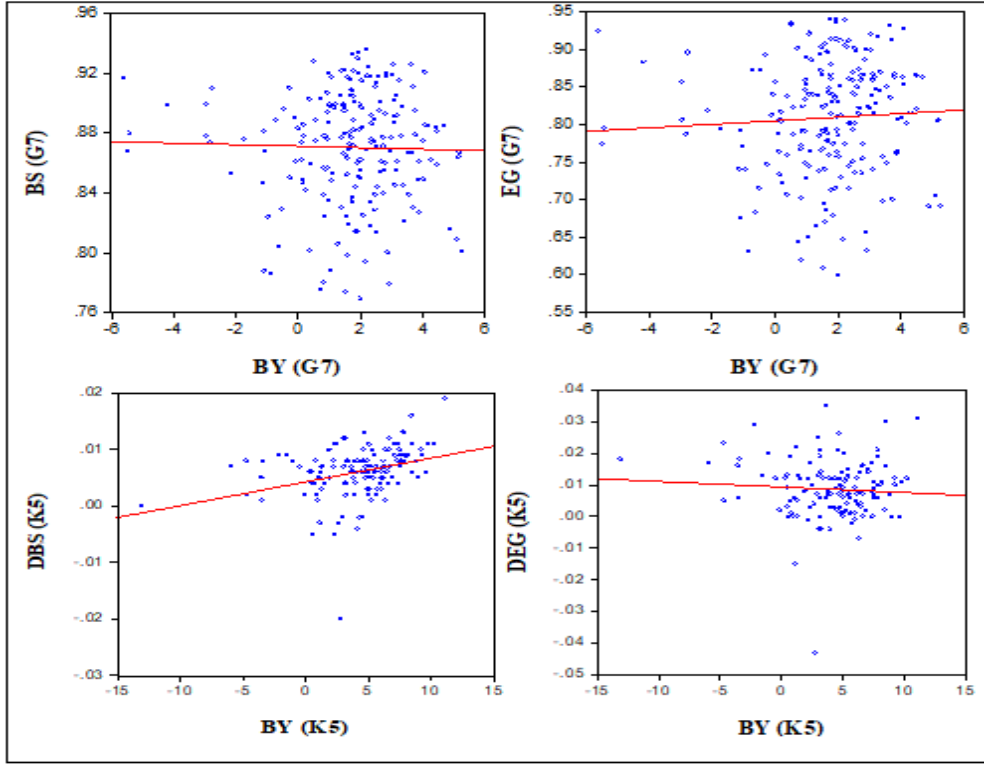 .96
.92
.88
.84
.80
.76
BS (G7)
-6 -4 -2 0 2 4 6
BY (G7)
.95
.90
.85
.80
.75
.70
.65
.60
.55
EG (G7)
-6 -4 -2 0 2 4 6
BY (G7)
.02
.01
.00
-.01
-.02
-.03
DBS (K5)
-15 -10 -5 0 5 10 15
BY (K5)
.04
.03
.02
.01
.00
-.01
-.02
-.03
-.04
-.05
DEG (K5)
-15 -10 -5 0 5 10 15
BY (K5)